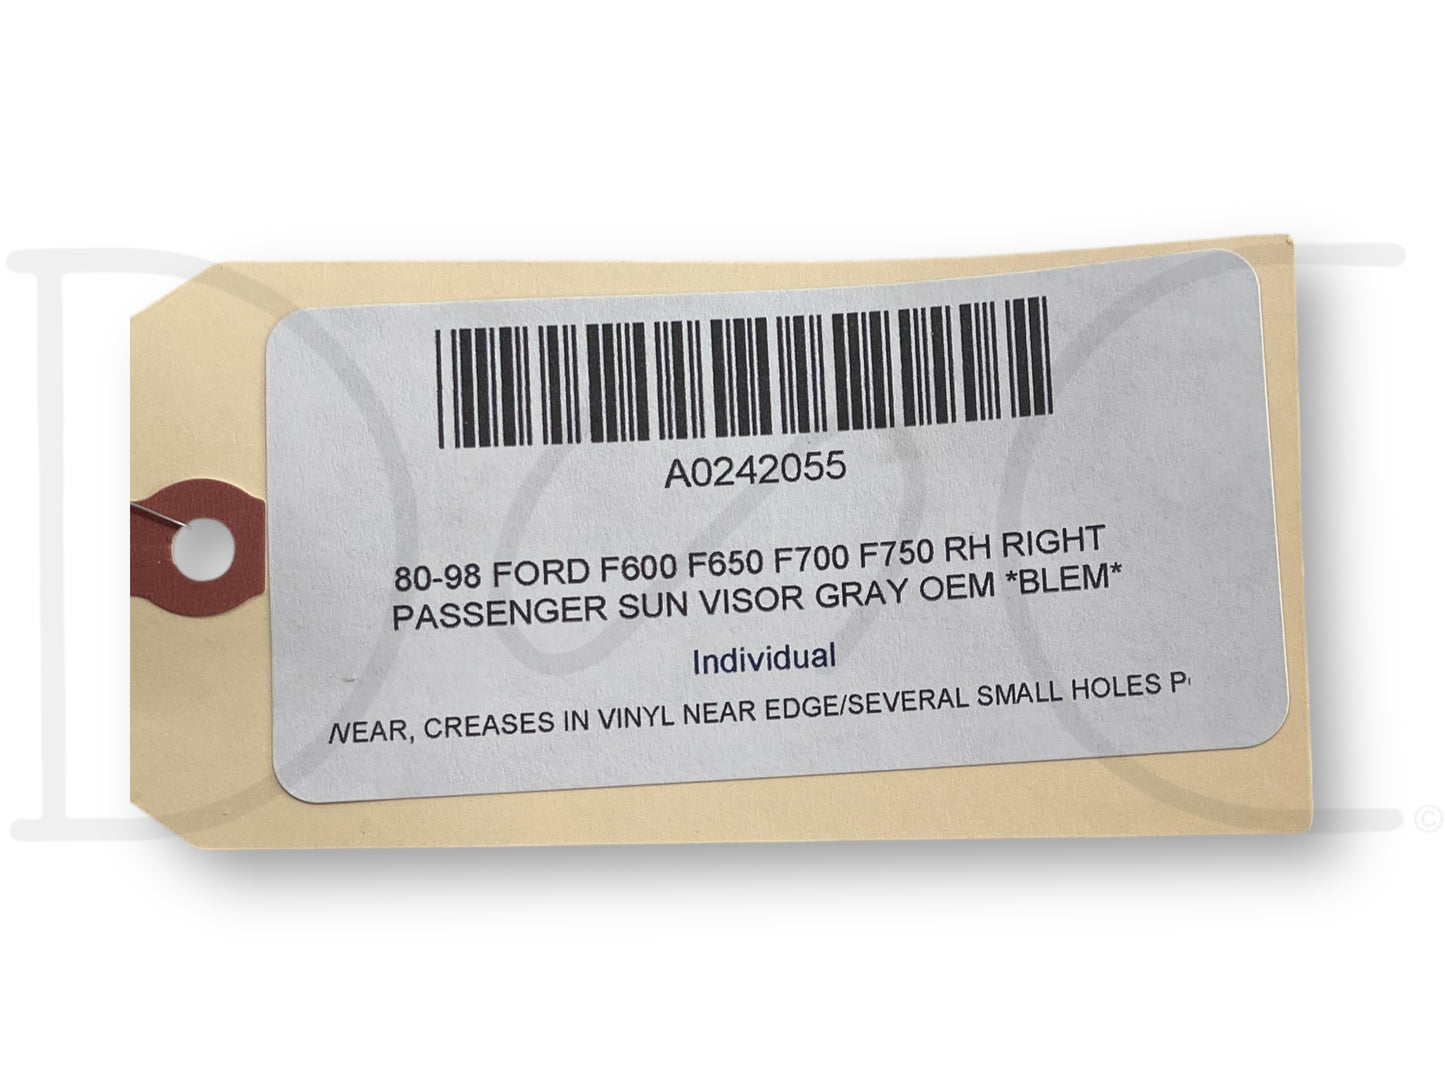 A0242055
80-98 FORD F600 F650 F700 F750 RH RIGHT
PASSENGER SUN VISOR GRAY OEM *BLEM*
Individual
WEAR, CREASES IN VINYL NEAR EDGE/SEVERAL SMALL HOLES P
©